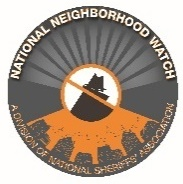 NATIONAL NEIGHBORHOOD WATCH
A DIVISION OF NATIONAL SHERIFFS' ASSOCIATION